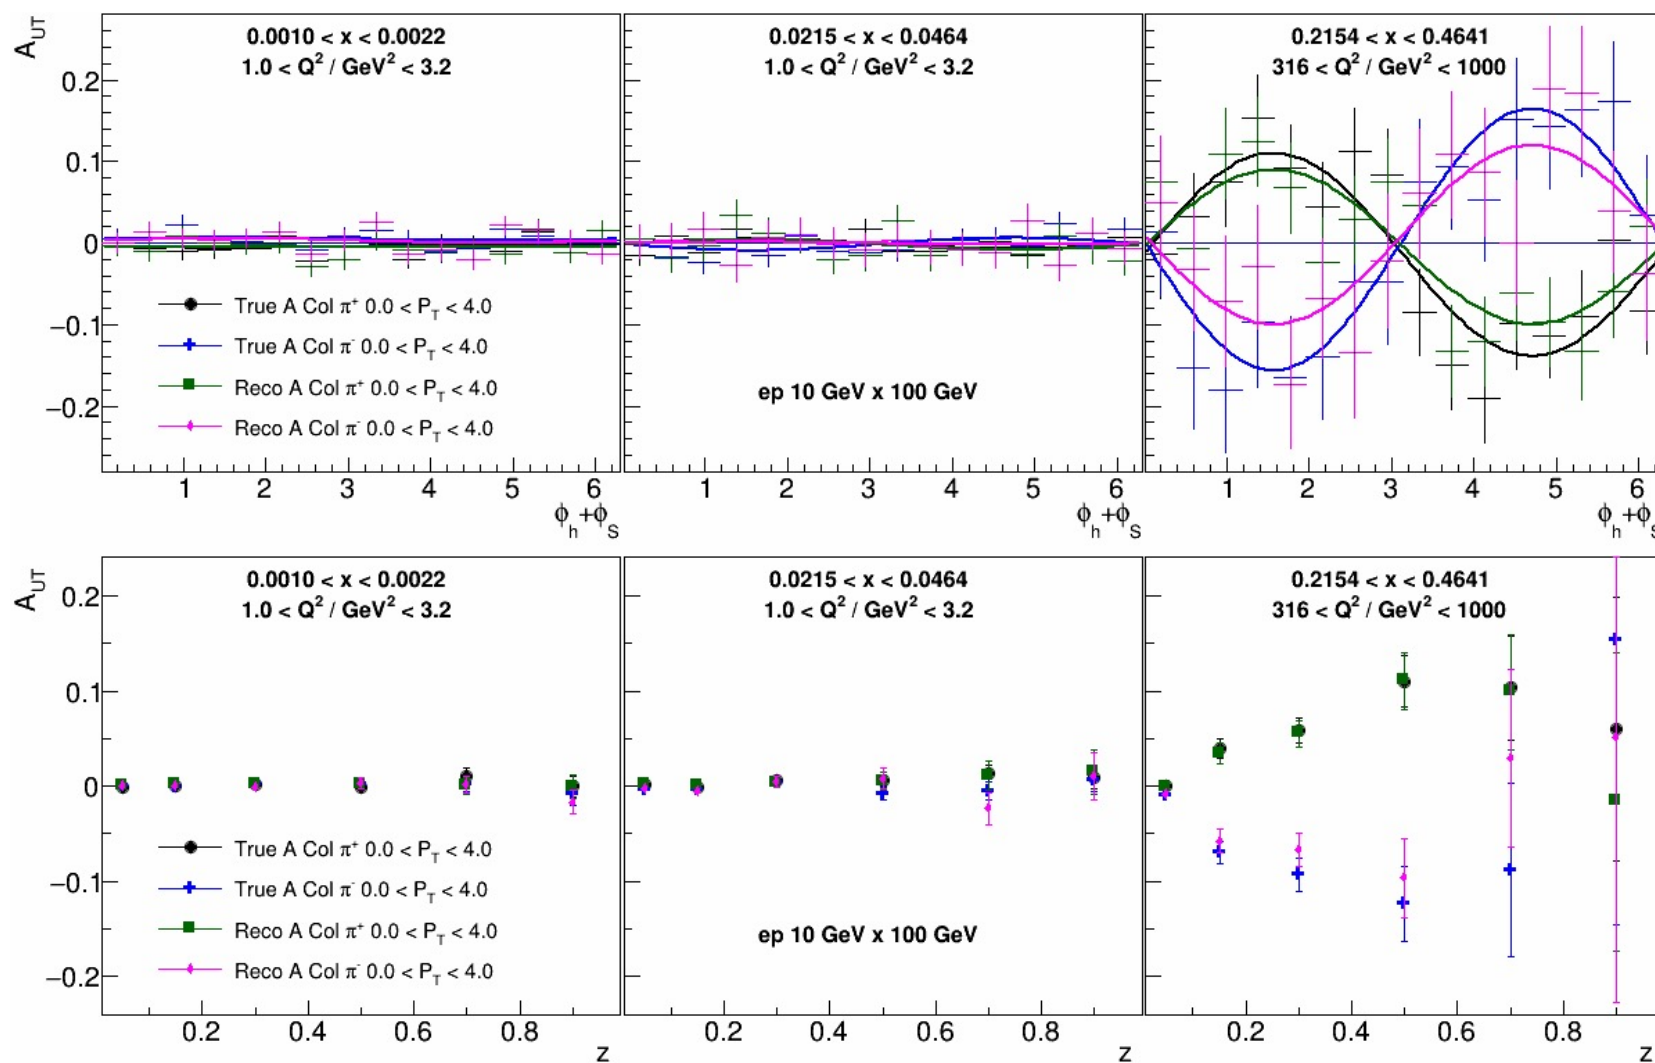 A_UT
0.0010 < x < 0.0022
1.0 < Q² / GeV² < 3.2
0.2
0.1
0
−0.1
−0.2
True A Col π⁺ 0.0 < P_T < 4.0
True A Col π⁻ 0.0 < P_T < 4.0
Reco A Col π⁺ 0.0 < P_T < 4.0
Reco A Col π⁻ 0.0 < P_T < 4.0
1 2 3 4 5 6
ϕ_h+ϕ_S
0.0215 < x < 0.0464
1.0 < Q² / GeV² < 3.2
ep 10 GeV x 100 GeV
1 2 3 4 5 6
ϕ_h+ϕ_S
0.2154 < x < 0.4641
316 < Q² / GeV² < 1000
1 2 3 4 5 6
ϕ_h+ϕ_S
A_UT
0.0010 < x < 0.0022
1.0 < Q² / GeV² < 3.2
0.2
0.1
0
−0.1
−0.2
True A Col π⁺ 0.0 < P_T < 4.0
True A Col π⁻ 0.0 < P_T < 4.0
Reco A Col π⁺ 0.0 < P_T < 4.0
Reco A Col π⁻ 0.0 < P_T < 4.0
0.2 0.4 0.6 0.8
z
0.0215 < x < 0.0464
1.0 < Q² / GeV² < 3.2
ep 10 GeV x 100 GeV
0.2 0.4 0.6 0.8
z
0.2154 < x < 0.4641
316 < Q² / GeV² < 1000
0.2 0.4 0.6 0.8
z